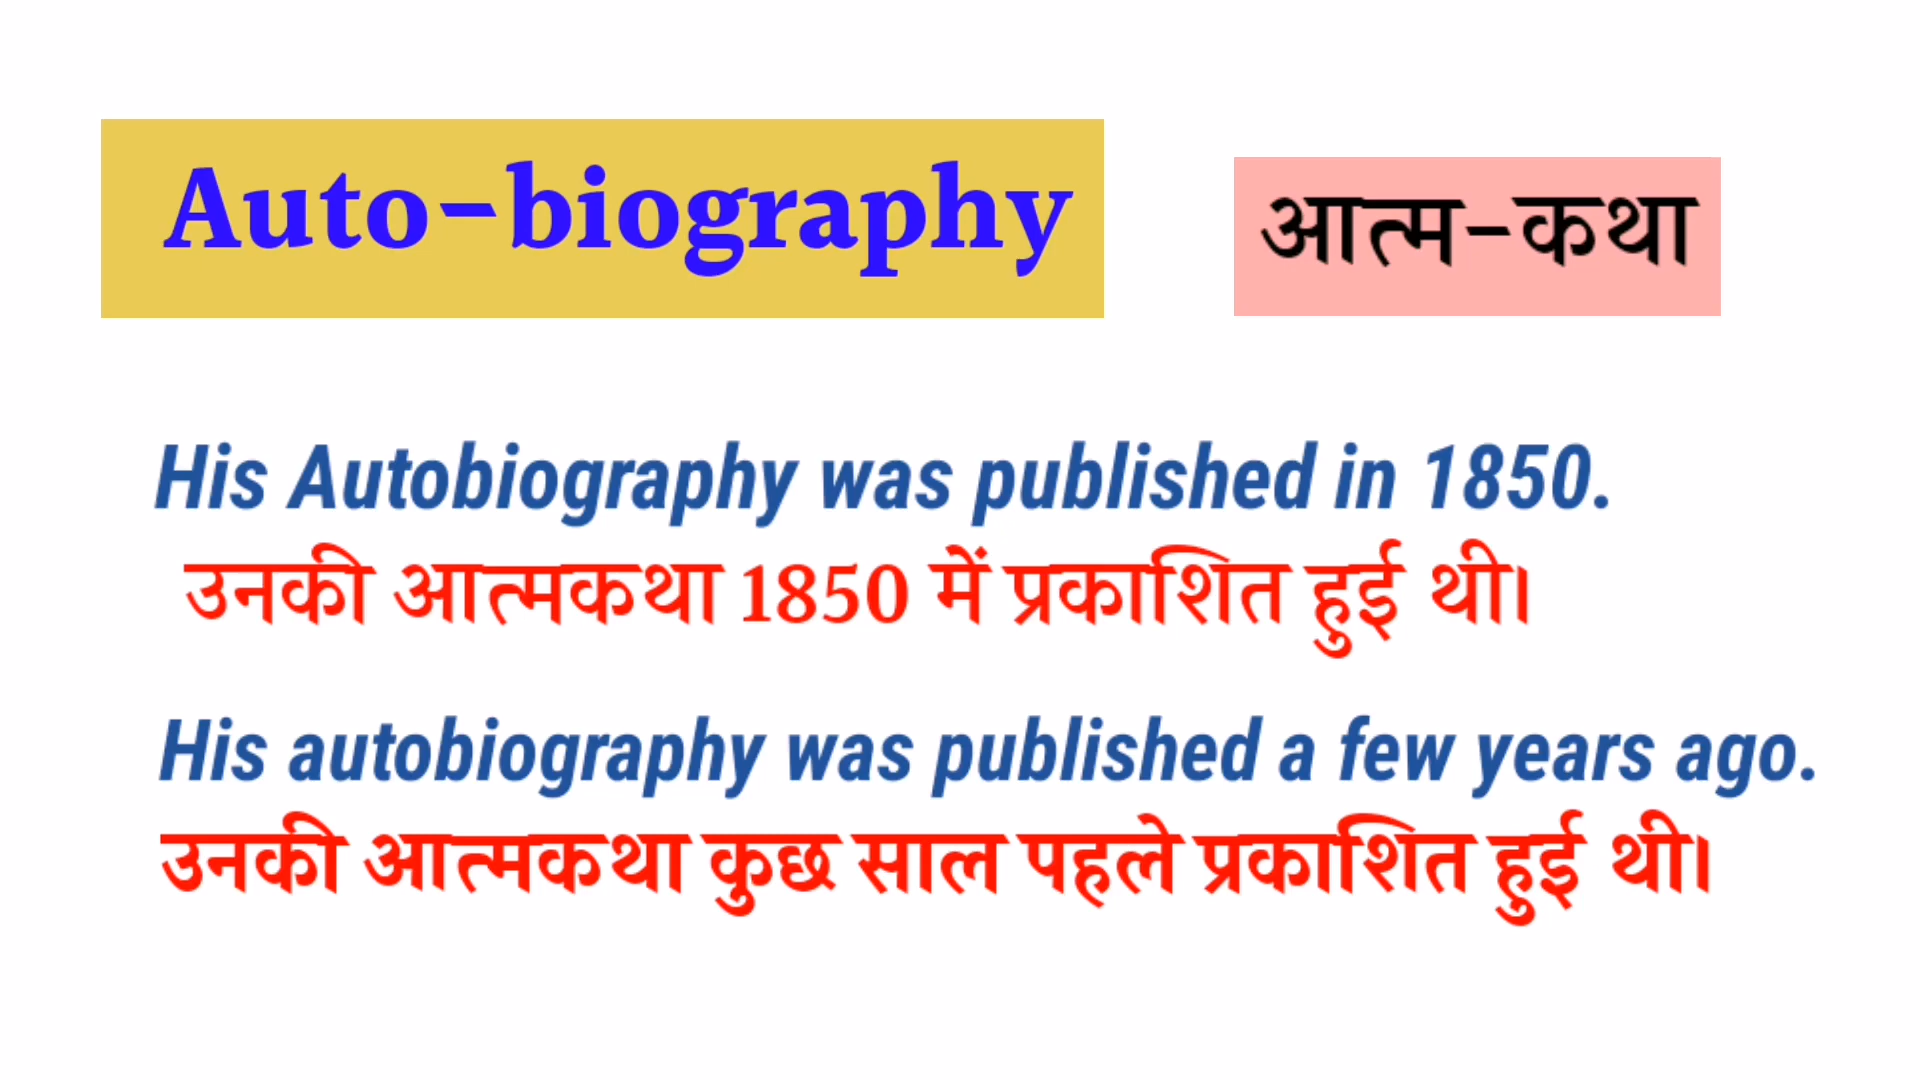 Auto-biography
आत्म-कथा
His Autobiography was published in 1850.
उनकी आत्मकथा 1850 में प्रकाशित हुई थी।
His autobiography was published a few years ago.
उनकी आत्मकथा कुछ साल पहले प्रकाशित हुई थी।